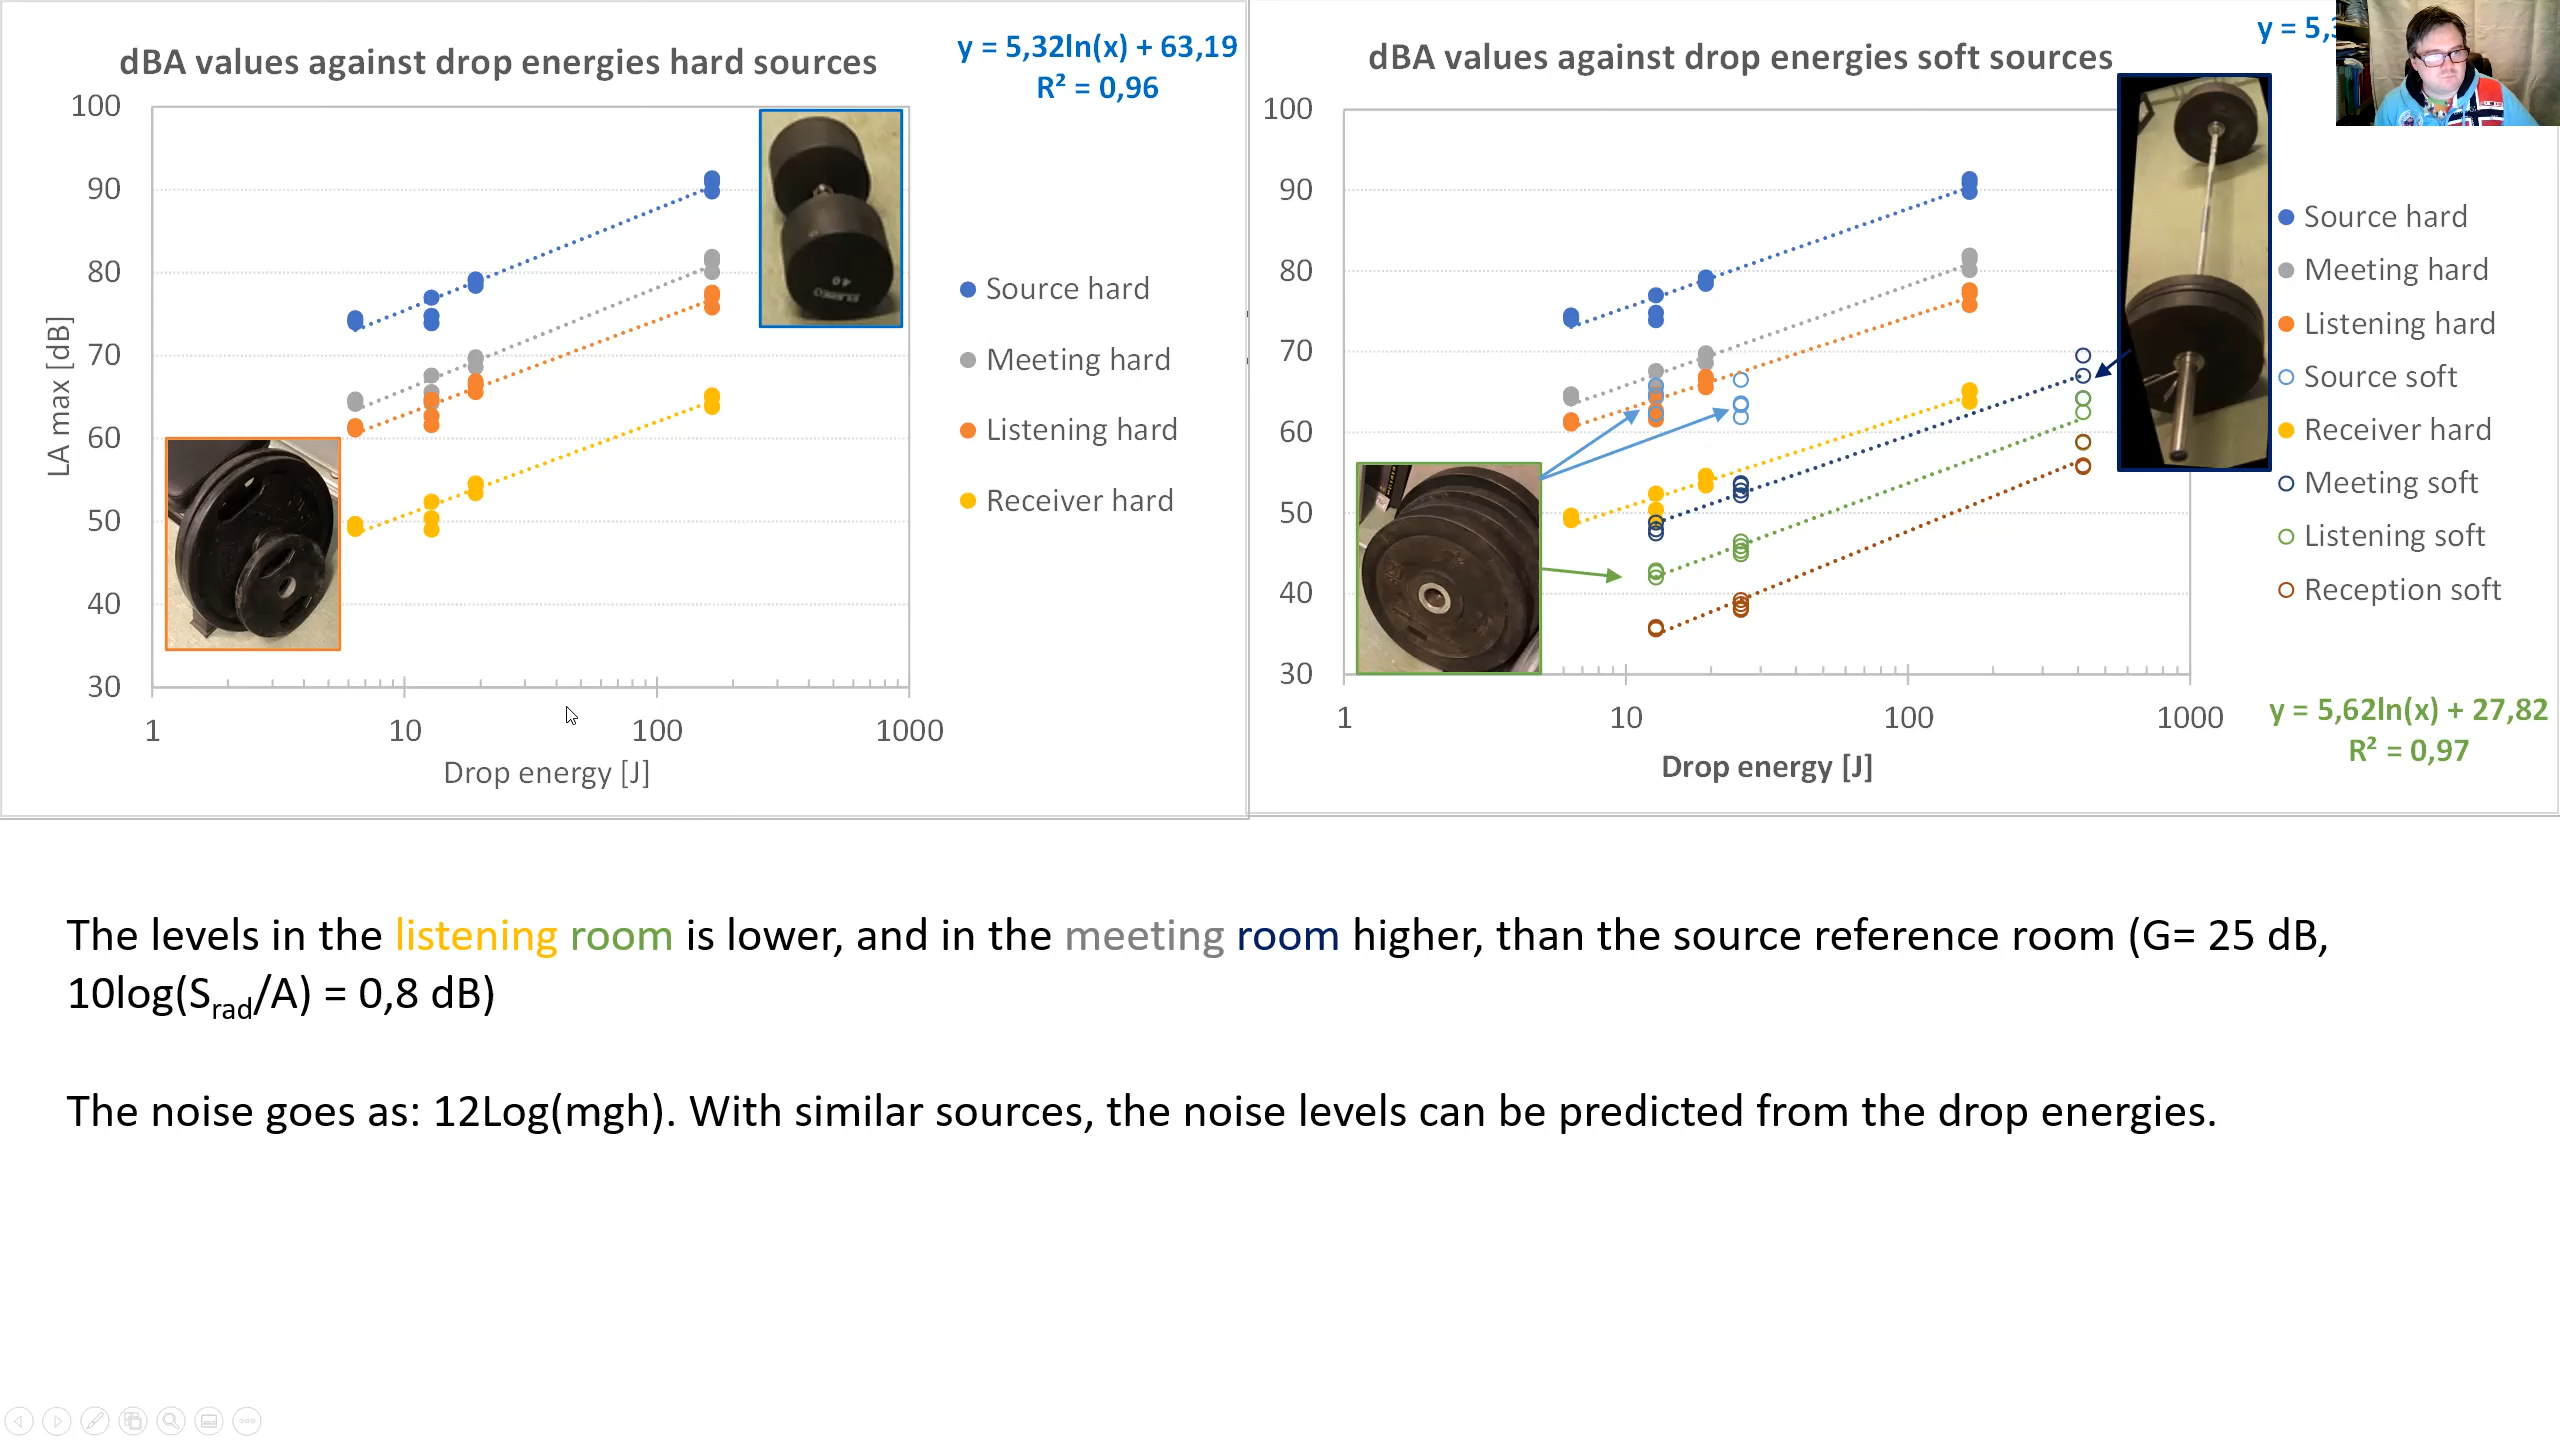 dBA values against drop energies hard sources
y = 5,32ln(x) + 63,19
R² = 0,96
100
90
80
70
60
50
40
30
LA max [dB]
1
10
100
1000
Drop energy [J]
Source hard
Meeting hard
Listening hard
Receiver hard
40
dBA values against drop energies soft sources
y = 5,3
100
90
80
70
60
50
40
30
1
10
100
1000
Drop energy [J]
Source hard
Meeting hard
Listening hard
Source soft
Receiver hard
Meeting soft
Listening soft
Reception soft
y = 5,62ln(x) + 27,82
R² = 0,97
The levels in the listening room is lower, and in the meeting room higher, than the source reference room (G= 25 dB,
10log(Srad/A) = 0,8 dB)
The noise goes as: 12Log(mgh). With similar sources, the noise levels can be predicted from the drop energies.